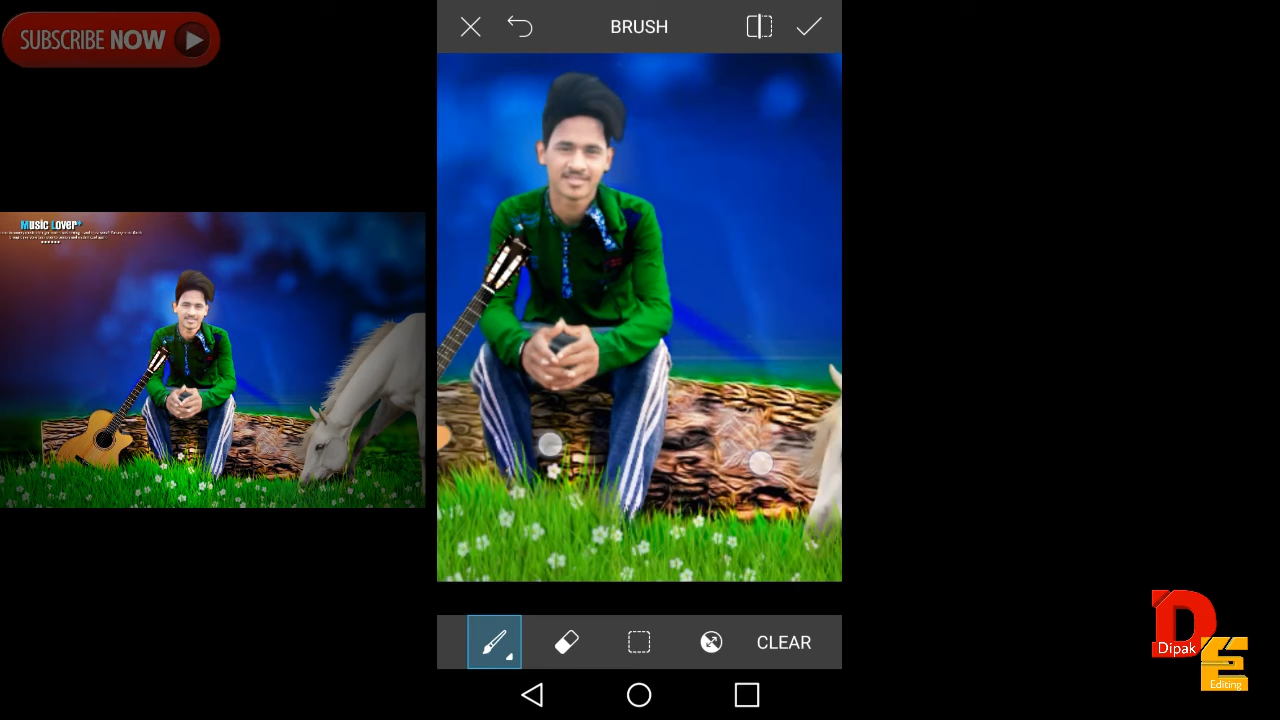 SUBSCRIBE NOW
BRUSH
Music Lover
CLEAR
D
Dipak
E
Editing